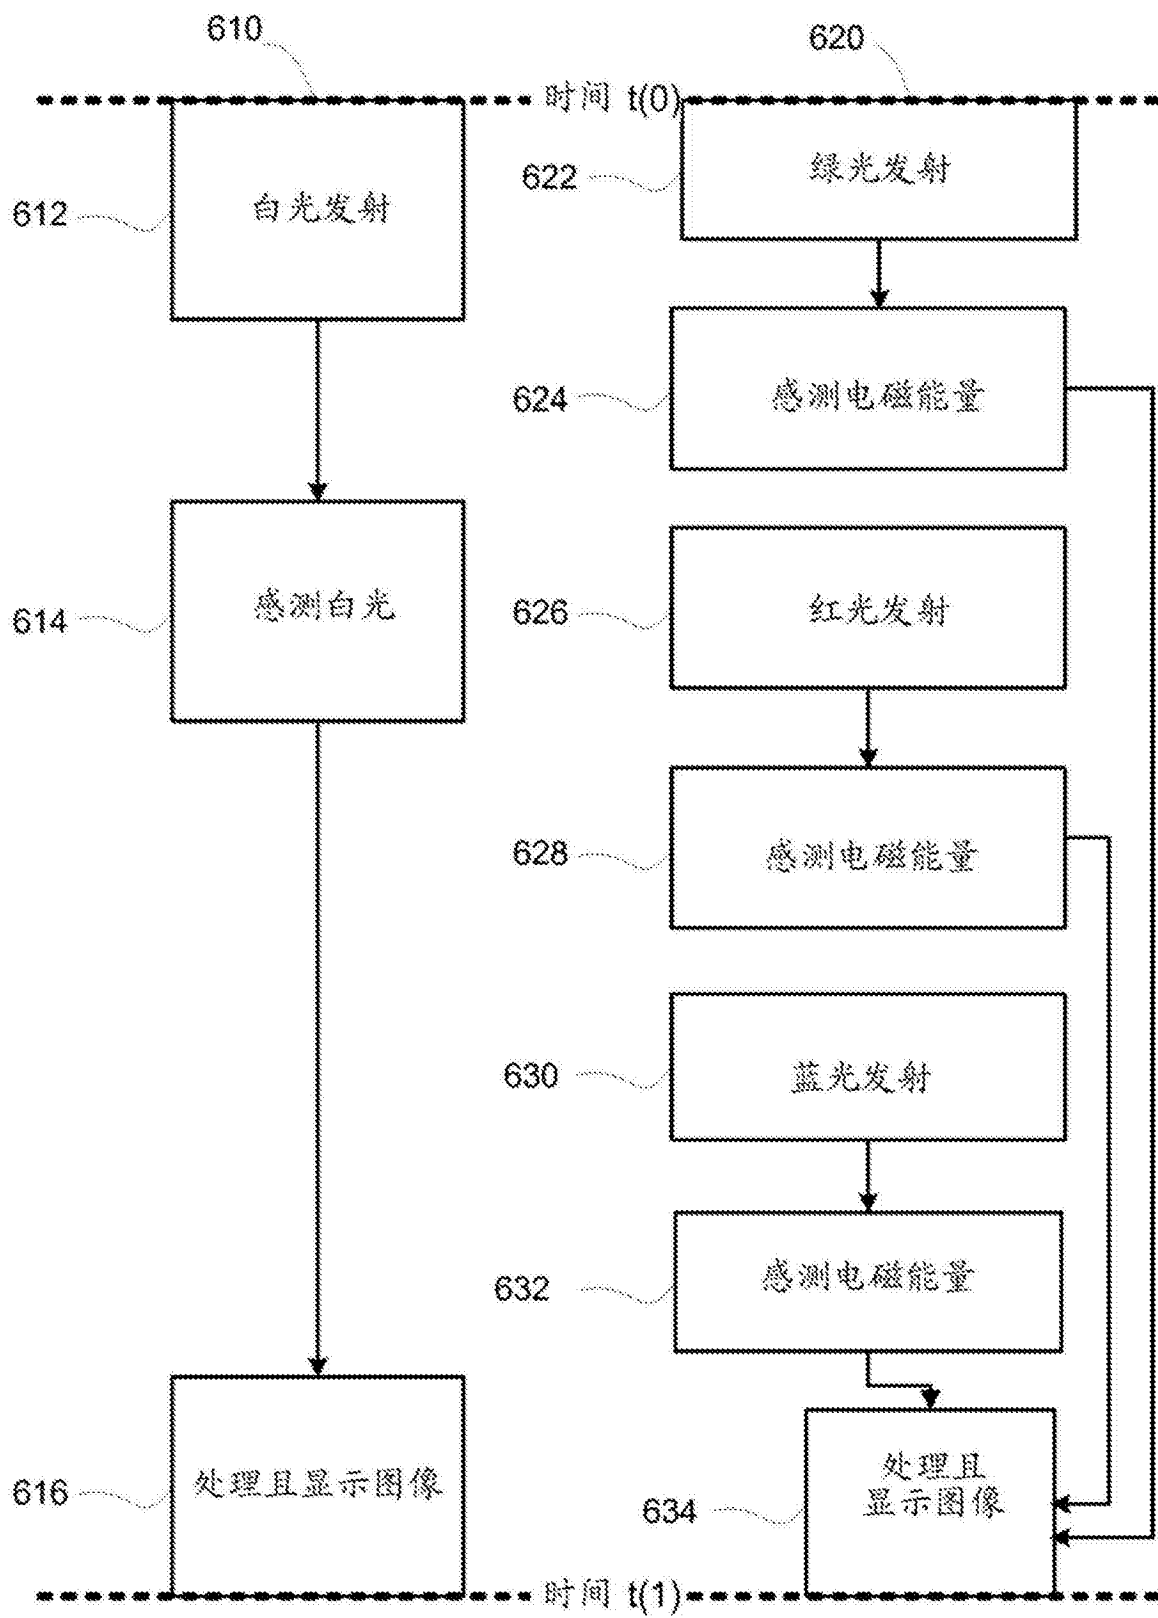 610
620
时间 t(0)
622
绿光发射
612
白光发射
624
感测电磁能量
614
感测白光
626
红光发射
628
感测电磁能量
630
蓝光发射
632
感测电磁能量
616
处理且显示图像
634
处理且
显示图像
时间 t(1)